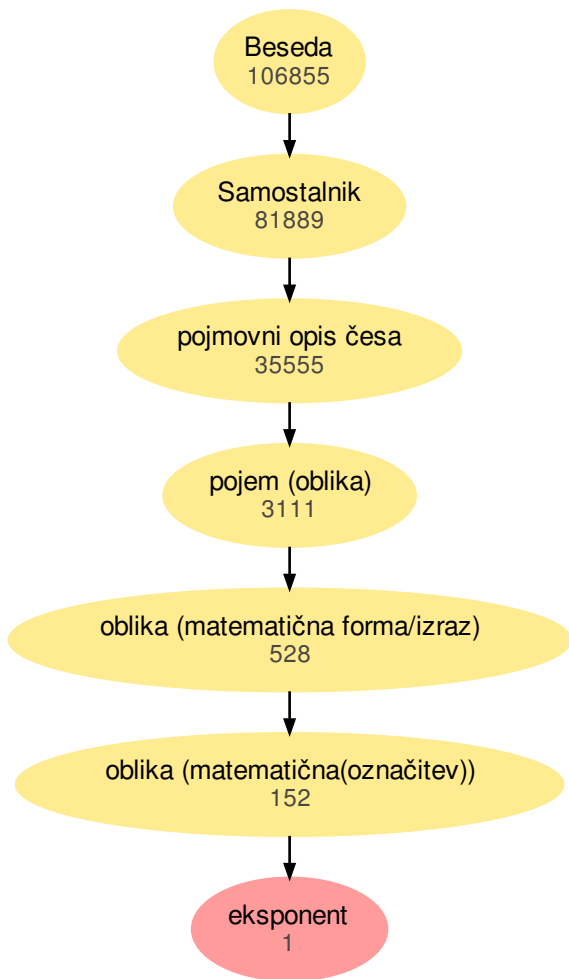 Beseda
106855
Samostalnik
81889
pojmovni opis česa
35555
pojem (oblika)
3111
oblika (matematična forma/izraz)
528
oblika (matematična(označitev))
152
eksponent
1